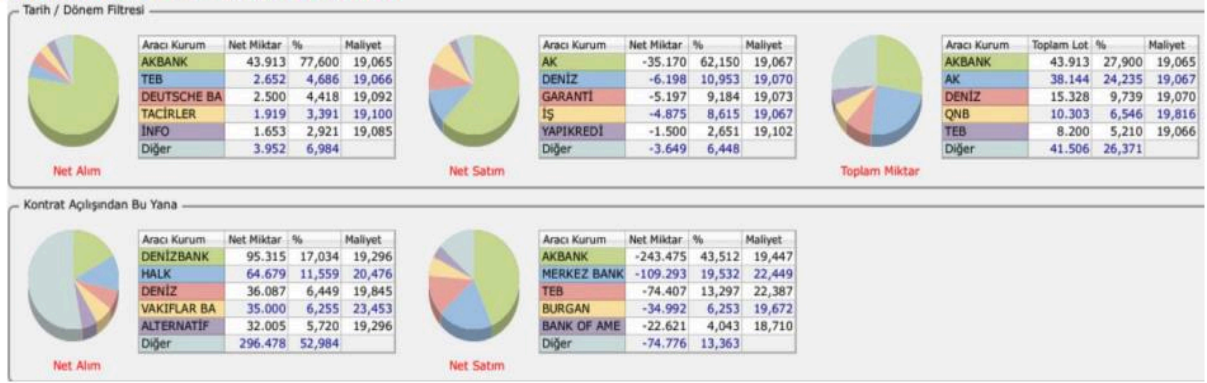 Tarih / Dönem Filtresi
Aracı Kurum Net Miktar % Maliyet
AKBANK 43.913 77,600 19,065
TEB 2.652 4,686 19,066
DEUTSCHE BA 2.500 4,418 19,092
TACİRLER 1.919 3,391 19,100
İNFO 1.653 2,921 19,085
Diğer 3.952 6,984
Net Alım
Aracı Kurum Net Miktar % Maliyet
AK -35.170 62,150 19,067
DENİZ -6.198 10,953 19,070
GARANTİ -5.197 9,184 19,073
İŞ -4.875 8,615 19,067
YAPIKREDİ -1.500 2,651 19,102
Diğer -3.649 6,448
Net Satım
Aracı Kurum Toplam Lot % Maliyet
AKBANK 43.913 27,900 19,065
AK 38.144 24,235 19,067
DENİZ 15.328 9,739 19,070
QNB 10.303 6,546 19,816
TEB 8.200 5,210 19,066
Diğer 41.506 26,371
Toplam Miktar
Kontrat Açılışından Bu Yana
Aracı Kurum Net Miktar % Maliyet
DENİZBANK 95.315 17,034 19,296
HALK 64.679 11,559 20,476
DENİZ 36.087 6,449 19,845
VAKIFLAR BA 35.000 6,255 23,453
ALTERNATİF 32.005 5,720 19,296
Diğer 296.478 52,984
Net Alım
Aracı Kurum Net Miktar % Maliyet
AKBANK -243.475 43,512 19,447
MERKEZ BANK -109.293 19,532 22,449
TEB -74.407 13,297 22,387
BURGAN -34.992 6,253 19,672
BANK OF AME -22.621 4,043 18,710
Diğer -74.776 13,363
Net Satım